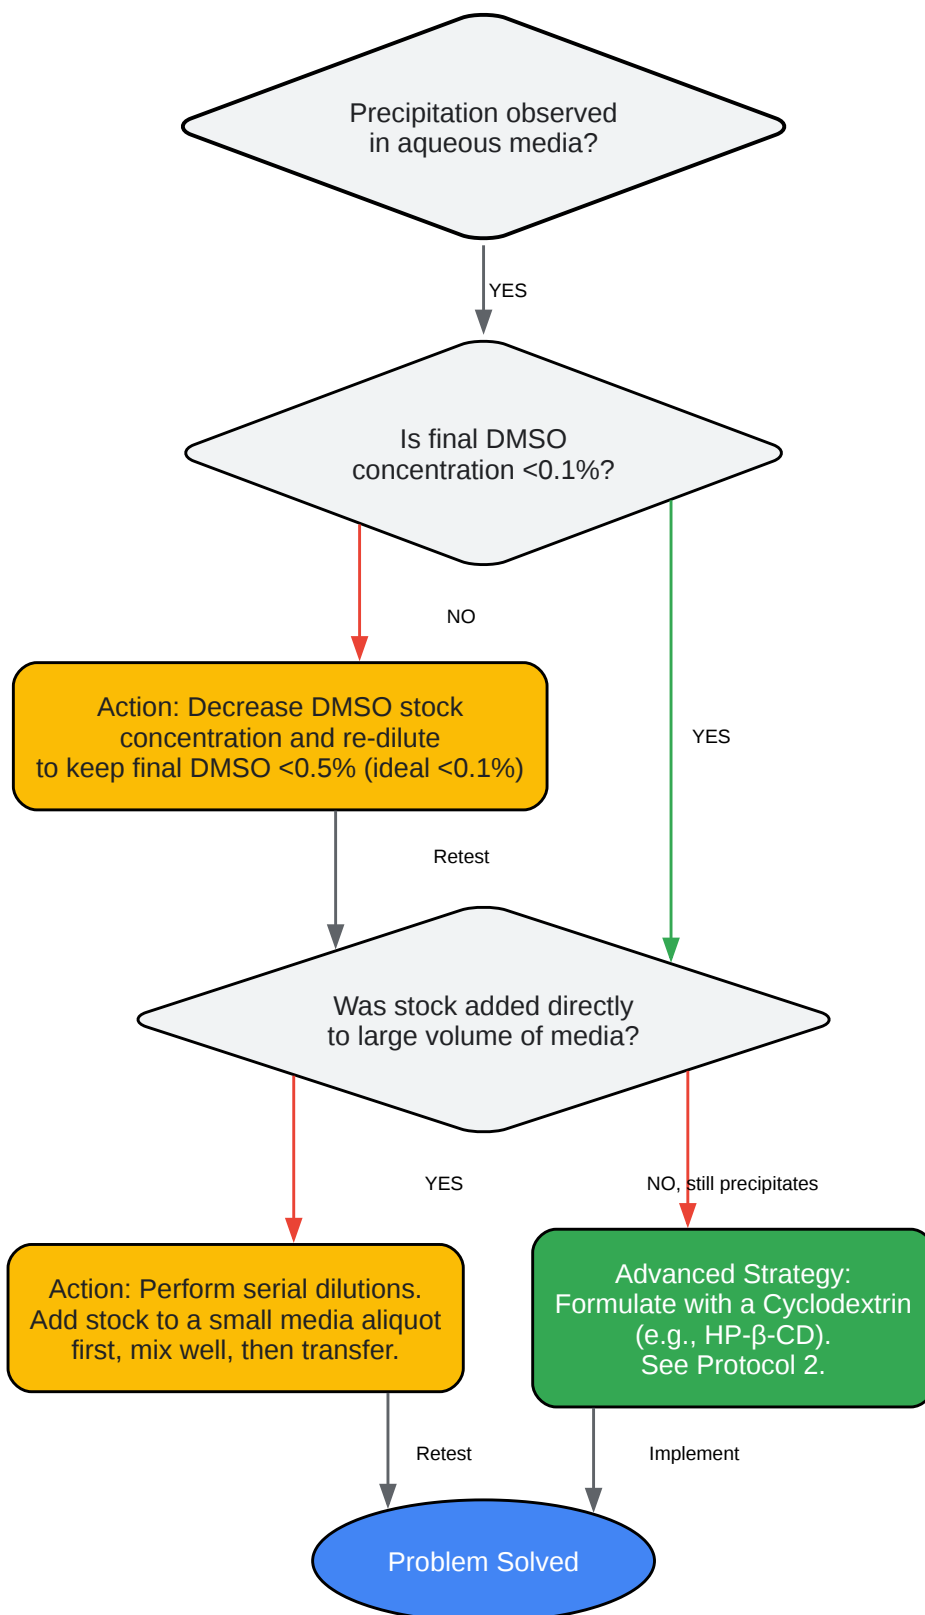 Precipitation observed
in aqueous media?
YES
Is final DMSO
concentration <0.1%?
NO
Action: Decrease DMSO stock
concentration and re-dilute
to keep final DMSO <0.5% (ideal <0.1%)
YES
Retest
Was stock added directly
to large volume of media?
YES
NO, still precipitates
Action: Perform serial dilutions.
Add stock to a small media aliquot
first, mix well, then transfer.
Advanced Strategy:
Formulate with a Cyclodextrin
(e.g., HP-β-CD).
See Protocol 2.
Retest
Implement
Problem Solved